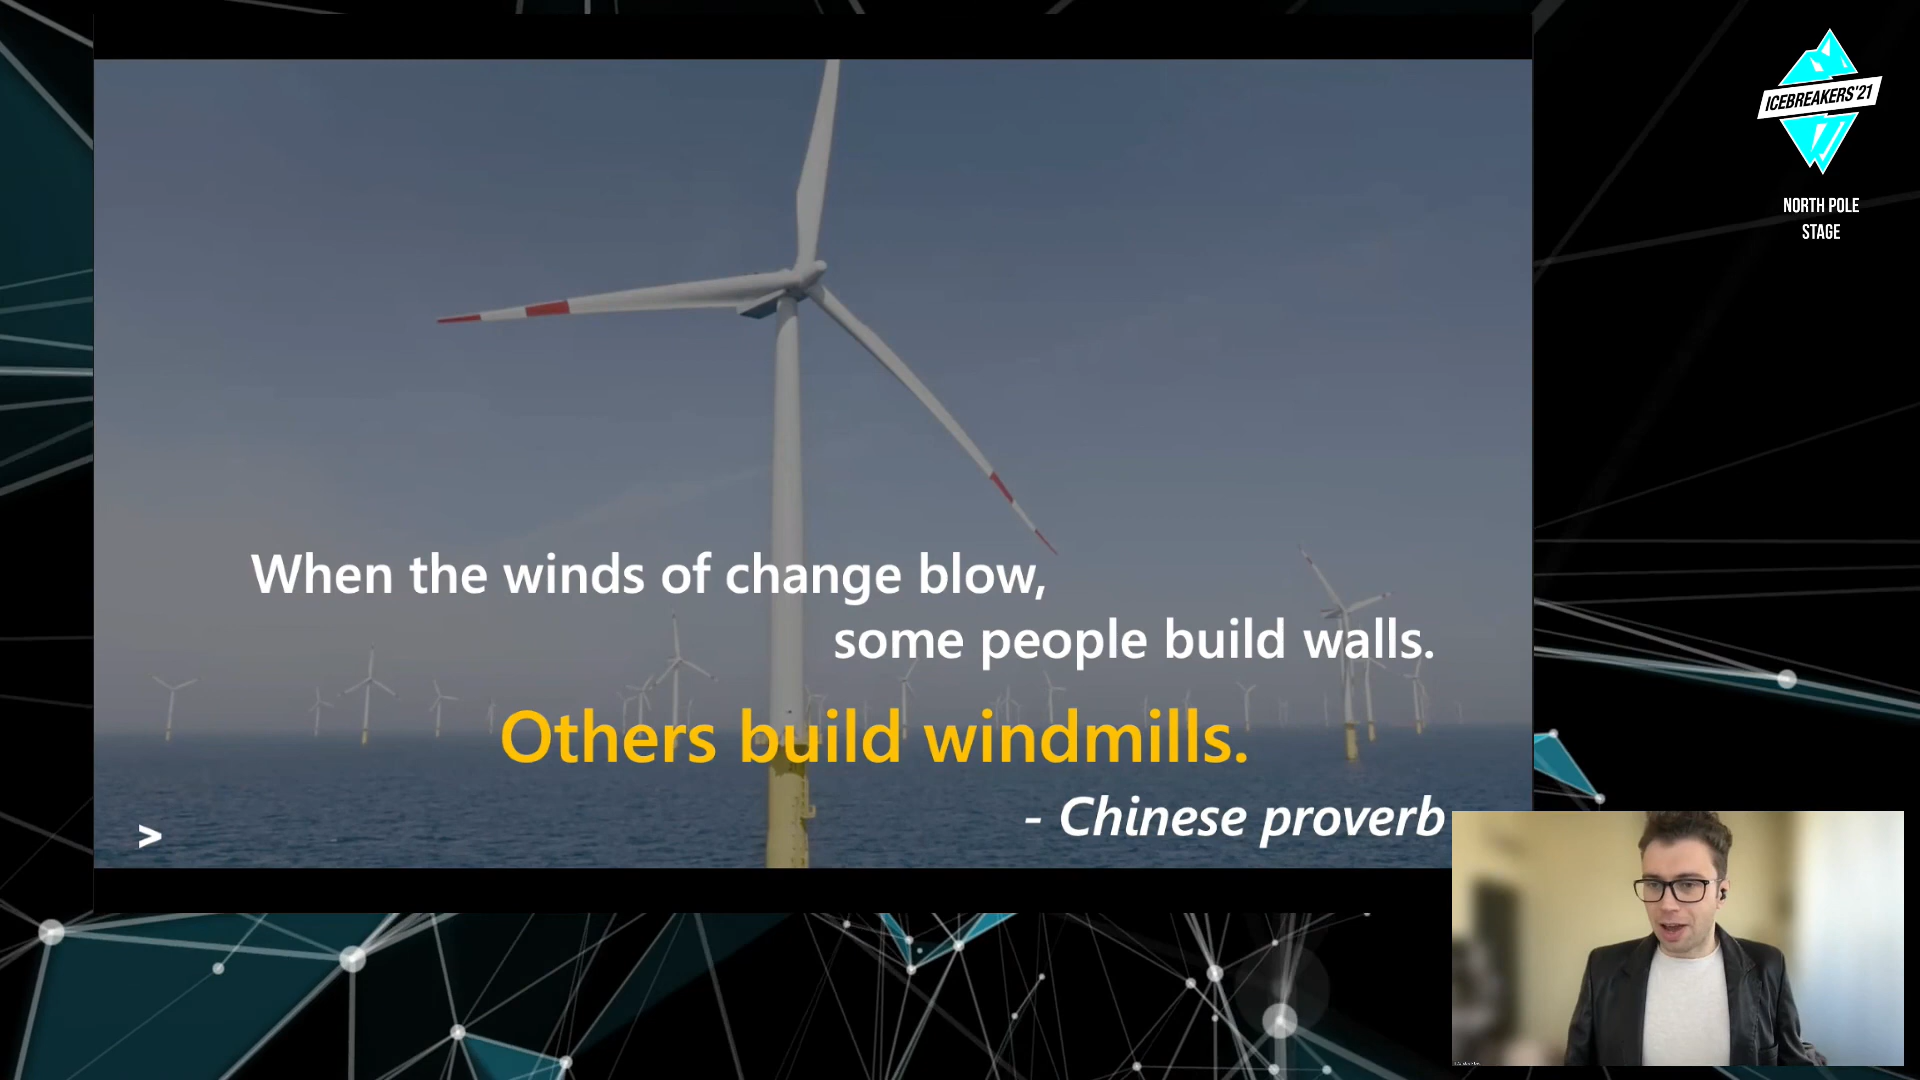 ICEBREAKERS'21
NORTH POLE
STAGE
When the winds of change blow,
some people build walls.
Others build windmills.
- Chinese proverb
>